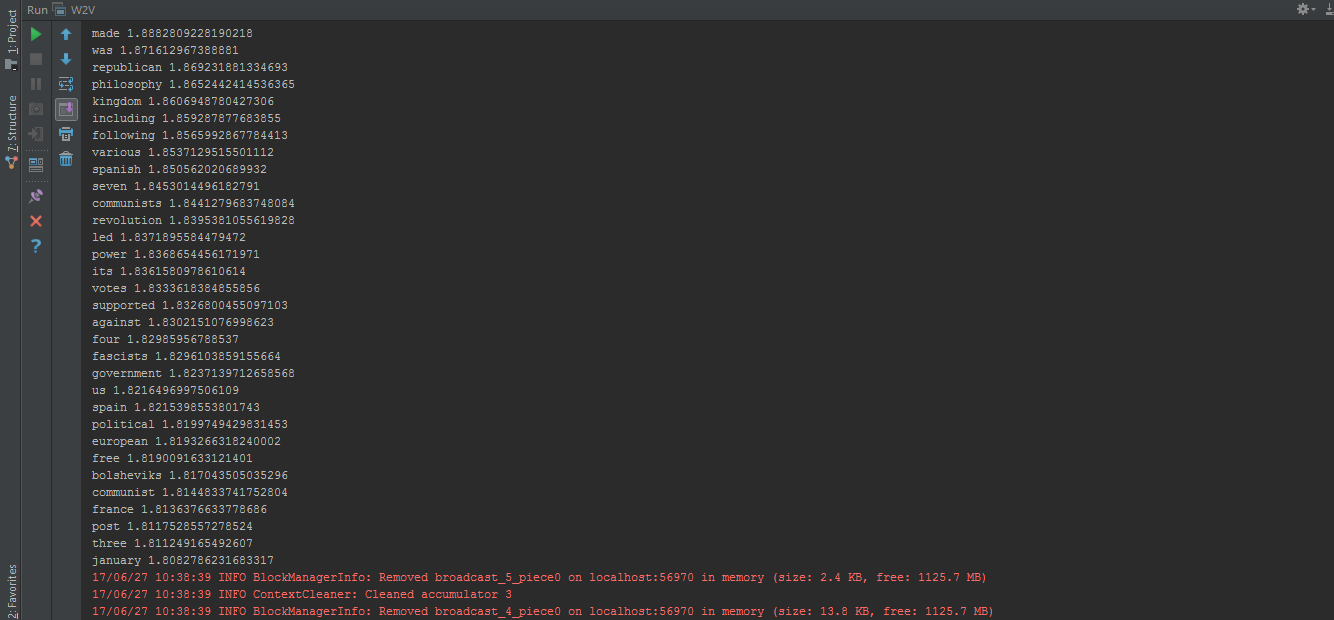 Run W2V
1: Project
7: Structure
2: Favorites
made 1.8882809228190218
was 1.871612967388881
republican 1.869231881334693
philosophy 1.8652442414536365
kingdom 1.8606948780427306
including 1.859287877683855
following 1.8565992867784413
various 1.8537129515501112
spanish 1.850562020689932
seven 1.8453014496182791
communists 1.8441279683748084
revolution 1.8395381055619828
led 1.8371895584479472
power 1.8368654456171971
its 1.8361580978610614
votes 1.8333618384855856
supported 1.8326800455097103
against 1.8302151076998623
four 1.82985956788537
fascists 1.8296103859155664
government 1.8237139712658568
us 1.8216496997506109
spain 1.8215398553801743
political 1.8199749429831453
european 1.8193266318240002
free 1.8190091633121401
bolsheviks 1.817043505035296
communist 1.8144833741752804
france 1.8136376633778686
post 1.8117528557278524
three 1.811249165492607
january 1.8082786231683317
17/06/27 10:38:39 INFO BlockManagerInfo: Removed broadcast_5_piece0 on localhost:56970 in memory (size: 2.4 KB, free: 1125.7 MB)
17/06/27 10:38:39 INFO ContextCleaner: Cleaned accumulator 3
17/06/27 10:38:39 INFO BlockManagerInfo: Removed broadcast_4_piece0 on localhost:56970 in memory (size: 13.8 KB, free: 1125.7 MB)